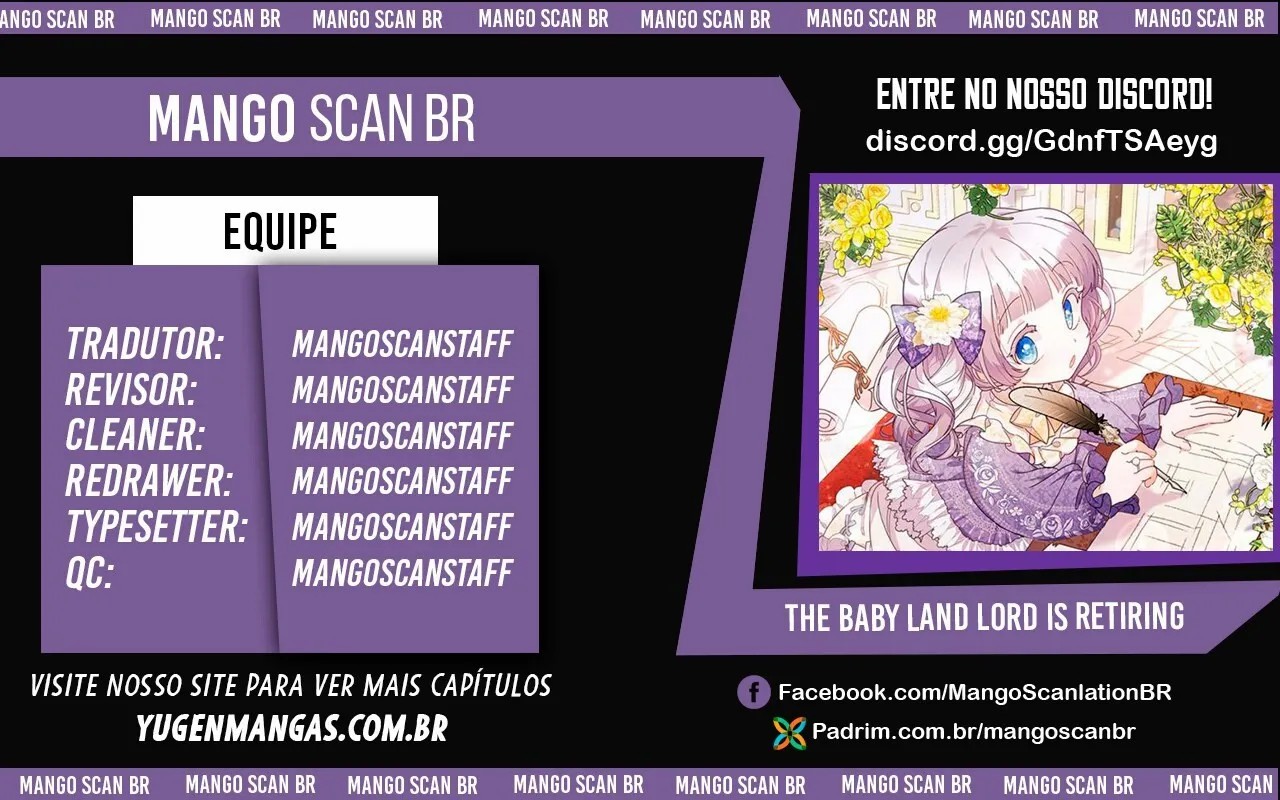 MANGO SCAN BR MANGO SCAN BR MANGO SCAN BR MANGO SCAN BR MANGO SCAN BR MANGO SCAN BR MANGO SCAN BR
MANGO SCAN BR
ENTRE NO NOSSO DISCORD!
discord.gg/GdnfTSAeyg
EQUIPE
TRADUTOR: MANGOSCANSTAFF
REVISOR: MANGOSCANSTAFF
CLEANER: MANGOSCANSTAFF
REDRAWER: MANGOSCANSTAFF
TYPESETTER: MANGOSCANSTAFF
QC: MANGOSCANSTAFF
THE BABY LAND LORD IS RETIRING
VISITE NOSSO SITE PARA VER MAIS CAPÍTULOS
YUGENMANGAS.COM.BR
Facebook.com/MangoScanlationBR
Padrim.com.br/mangoscanbr
MANGO SCAN BR MANGO SCAN BR MANGO SCAN BR MANGO SCAN BR MANGO SCAN BR MANGO SCAN BR MANGO SCAN BR MANGO SCAN